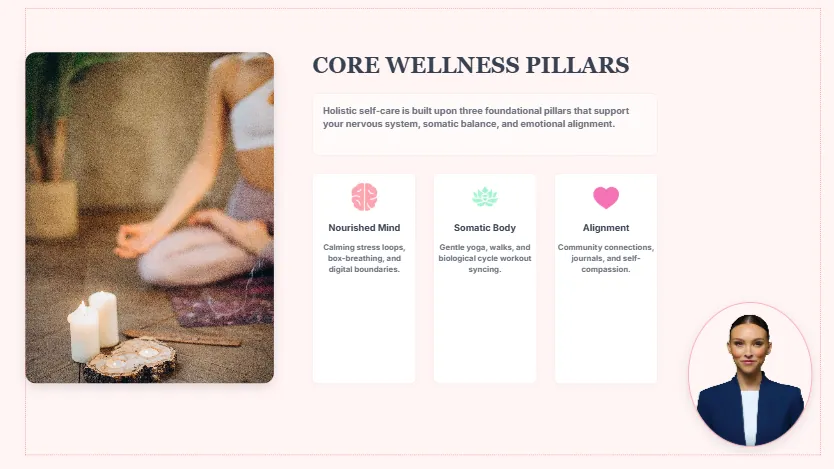 CORE WELLNESS PILLARS
Holistic self-care is built upon three foundational pillars that support
your nervous system, somatic balance, and emotional alignment.
Nourished Mind
Calming stress loops,
box-breathing, and
digital boundaries.
Somatic Body
Gentle yoga, walks, and
biological cycle workout
syncing.
Alignment
Community connections,
journals, and self-
compassion.